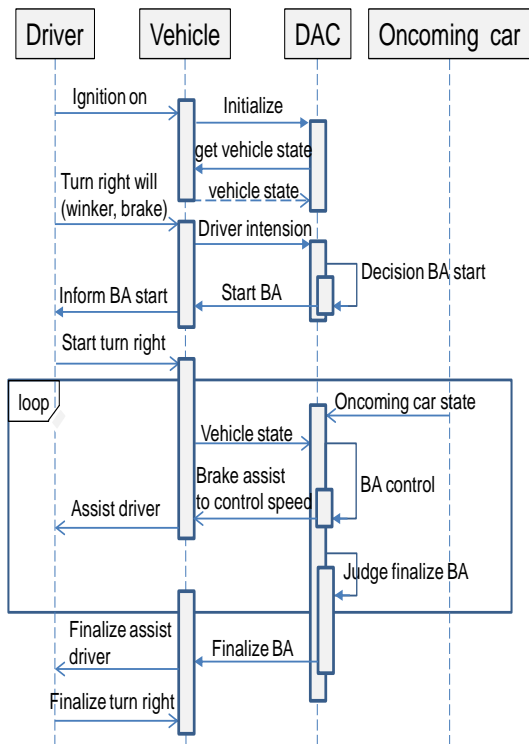 Driver
Vehicle
DAC
Oncoming car
Ignition on
Initialize
get vehicle state
vehicle state
Turn right will
(winker, brake)
Driver intension
Decision BA start
Start BA
Inform BA start
Start turn right
loop
Oncoming car state
Vehicle state
BA control
Brake assist
to control speed
Assist driver
Judge finalize BA
Finalize assist
driver
Finalize BA
Finalize turn right